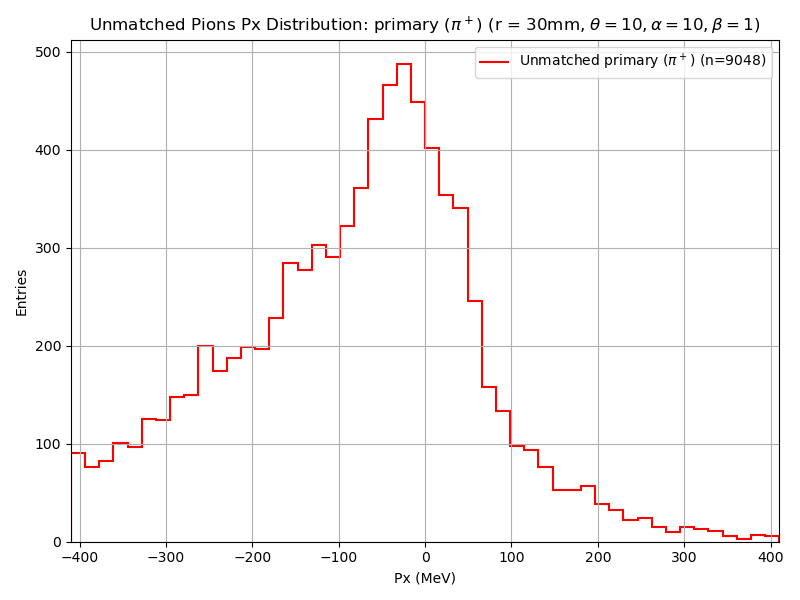 Unmatched Pions Px Distribution: primary (π⁺) (r = 30mm, θ = 10, α = 10, β = 1)
Unmatched primary (π⁺) (n=9048)
500
400
300
200
100
0
Entries
−400 −300 −200 −100 0 100 200 300 400
Px (MeV)